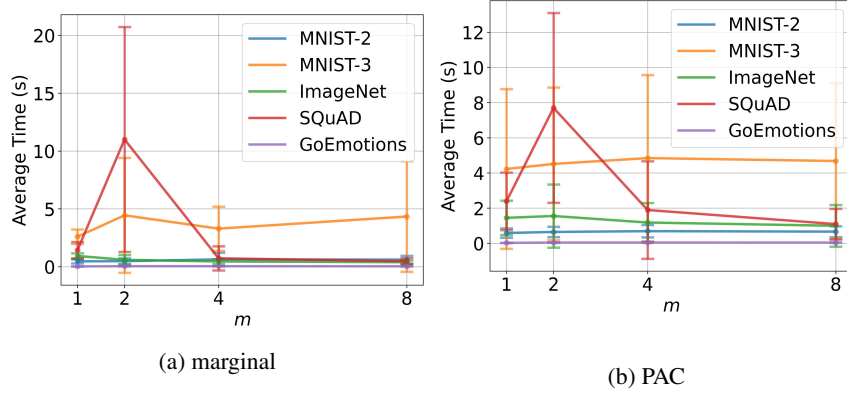 20
15
10
5
0
Average Time (s)
MNIST-2
MNIST-3
ImageNet
SQuAD
GoEmotions
1 2 4 8
m
(a) marginal
12
10
8
6
4
2
0
Average Time (s)
MNIST-2
MNIST-3
ImageNet
SQuAD
GoEmotions
1 2 4 8
m
(b) PAC